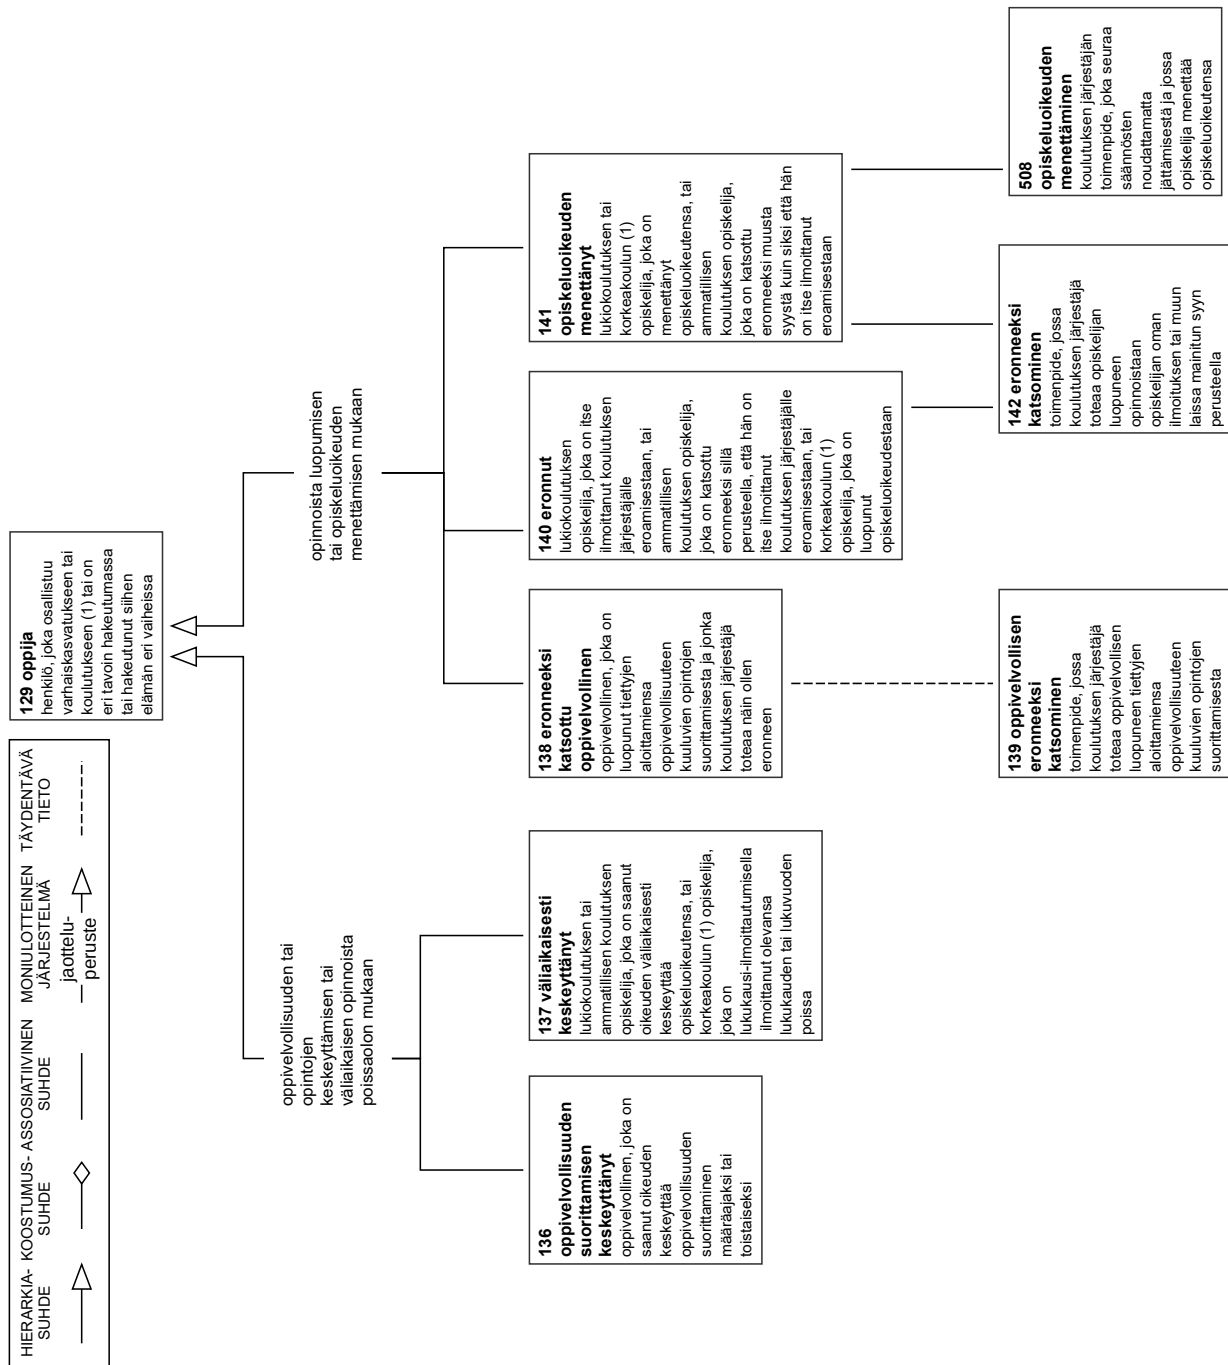 HIERARKIA-
SUHDE
KOOSTUMUS-
SUHDE
ASSOSIATIIVINEN
SUHDE
MONIULOTTEINEN
JÄRJESTELMÄ
jaottelu-
peruste
TÄYDENTÄVÄ
TIETO
129 oppija
henkilö, joka osallistuu
varhaiskasvatukseen tai
koulutukseen (1) tai on
eri tavoin hakeutumassa
tai hakeutunut siihen
elämän eri vaiheissa
oppivelvollisuuden tai
opintojen
keskeyttämisen tai
väliaikaisen opinnoista
poissaolon mukaan
opinnoista luopumisen
tai opiskeluoikeuden
menettämisen mukaan
136
oppivelvollisuuden
suorittamisen
keskeyttänyt
oppivelvollinen, joka on
saanut oikeuden
keskeyttää
oppivelvollisuuden
suorittaminen
määräajaksi tai
toistaiseksi
137 väliaikaisesti
keskeyttänyt
lukiokoulutuksen tai
ammatillisen koulutuksen
opiskelija, joka on saanut
oikeuden väliaikaisesti
keskeyttää
opiskeluoikeutensa, tai
korkeakoulun (1) opiskelija,
joka on
lukukausi-ilmoittautumisella
ilmoittanut olevansa
lukukauden tai lukuvuoden
poissa
138 eronneeksi
katsottu
oppivelvollinen
oppivelvollinen, joka on
luopunut tiettyjen
aloittamiensa
oppivelvollisuuteen
kuuluvien opintojen
suorittamisesta ja jonka
koulutuksen järjestäjä
toteaa näin ollen
eronneen
140 eronnut
lukiokoulutuksen
opiskelija, joka on itse
ilmoittanut koulutuksen
järjestäjälle
eroamisestaan, tai
ammatillisen
koulutuksen opiskelija,
joka on katsottu
eronneeksi sillä
perusteella, että hän on
itse ilmoittanut
koulutuksen järjestäjälle
eroamisestaan, tai
korkeakoulun (1)
opiskelija, joka on
luopunut
opiskeluoikeudestaan
141
opiskeluoikeuden
menettänyt
lukiokoulutuksen tai
korkeakoulun (1)
opiskelija, joka on
menettänyt
opiskeluoikeutensa, tai
ammatillisen
koulutuksen opiskelija,
joka on katsottu
eronneeksi muusta
syystä kuin siksi että hän
on itse ilmoittanut
eroamisestaan
139 oppivelvollisen
eronneeksi
katsominen
toimenpide, jossa
koulutuksen järjestäjä
toteaa oppivelvollisen
luopuneen tiettyjen
aloittamiensa
oppivelvollisuuteen
kuuluvien opintojen
suorittamisesta
142 eronneeksi
katsominen
toimenpide, jossa
koulutuksen järjestäjä
toteaa opiskelijan
luopuneen
opinnoistaan
opiskelijan oman
ilmoituksen tai muun
laissa mainitun syyn
perusteella
508
opiskeluoikeuden
menettäminen
koulutuksen järjestäjän
toimenpide, joka seuraa
säännösten
noudattamatta
jättämisestä ja jossa
opiskelija menettää
opiskeluoikeutensa